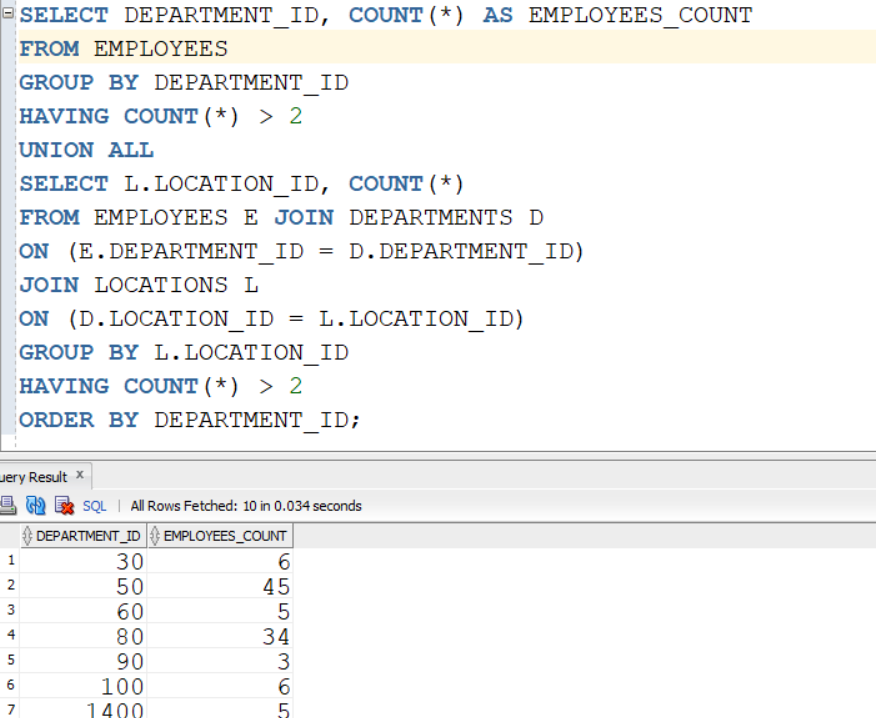 SELECT DEPARTMENT_ID, COUNT(*) AS EMPLOYEES_COUNT
FROM EMPLOYEES
GROUP BY DEPARTMENT_ID
HAVING COUNT(*) > 2
UNION ALL
SELECT L.LOCATION_ID, COUNT(*)
FROM EMPLOYEES E JOIN DEPARTMENTS D
ON (E.DEPARTMENT_ID = D.DEPARTMENT_ID)
JOIN LOCATIONS L
ON (D.LOCATION_ID = L.LOCATION_ID)
GROUP BY L.LOCATION_ID
HAVING COUNT(*) > 2
ORDER BY DEPARTMENT_ID;
uery Result x
SQL | All Rows Fetched: 10 in 0.034 seconds
DEPARTMENT_ID EMPLOYEES_COUNT
1 30 6
2 50 45
3 60 5
4 80 34
5 90 3
6 100 6
7 1400 5